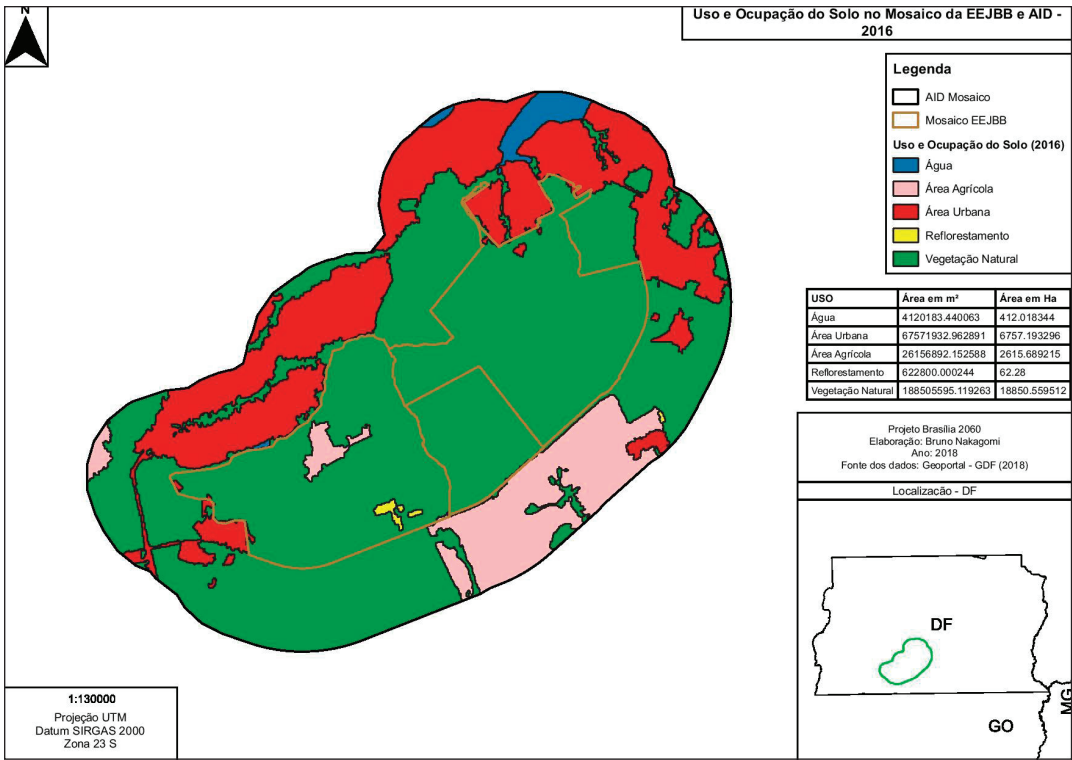 N
Uso e Ocupação do Solo no Mosaico da EEJBB e AID -
2016
Legenda
AID Mosaico
Mosaico EEJBB
Uso e Ocupação do Solo (2016)
Água
Área Agrícola
Área Urbana
Reflorestamento
Vegetação Natural
USO Área em m² Área em Ha
Água 4120183.440063 412.018344
Área Urbana 67571932.962891 6757.193296
Área Agrícola 26156892.152588 2615.689215
Reflorestamento 622800.000244 62.28
Vegetação Natural 188505595.119263 18850.559512
Projeto Brasília 2060
Elaboração: Bruno Nakagomi
Ano: 2018
Fonte dos dados: Geoportal - GDF (2018)
Localização - DF
DF
GO
MG
1:130000
Projeção UTM
Datum SIRGAS 2000
Zona 23 S